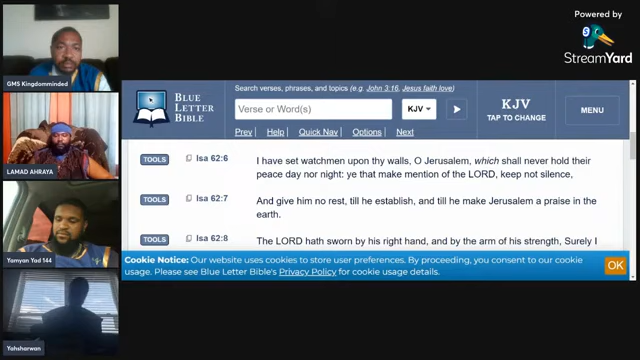 Powered by
StreamYard
GMS Kingdomminded
LAMAD AHRAYA
Yamyan Yad 144
Yahsharwan
BLUE
LETTER
BIBLE
Search verses, phrases, and topics (e.g. John 3:16, Jesus faith love)
Verse or Word(s)
KJV
KJV
TAP TO CHANGE
MENU
Prev
Help
Quick Nav
Options
Next
TOOLS Isa 62:6 I have set watchmen upon thy walls, O Jerusalem, which shall never hold their
peace day nor night: ye that make mention of the LORD, keep not silence,
TOOLS Isa 62:7 And give him no rest, till he establish, and till he make Jerusalem a praise in the
earth.
TOOLS Isa 62:8 The LORD hath sworn by his right hand, and by the arm of his strength, Surely I
Cookie Notice: Our website uses cookies to store user preferences. By proceeding, you consent to our cookie
usage. Please see Blue Letter Bible's Privacy Policy for cookie usage details.
OK